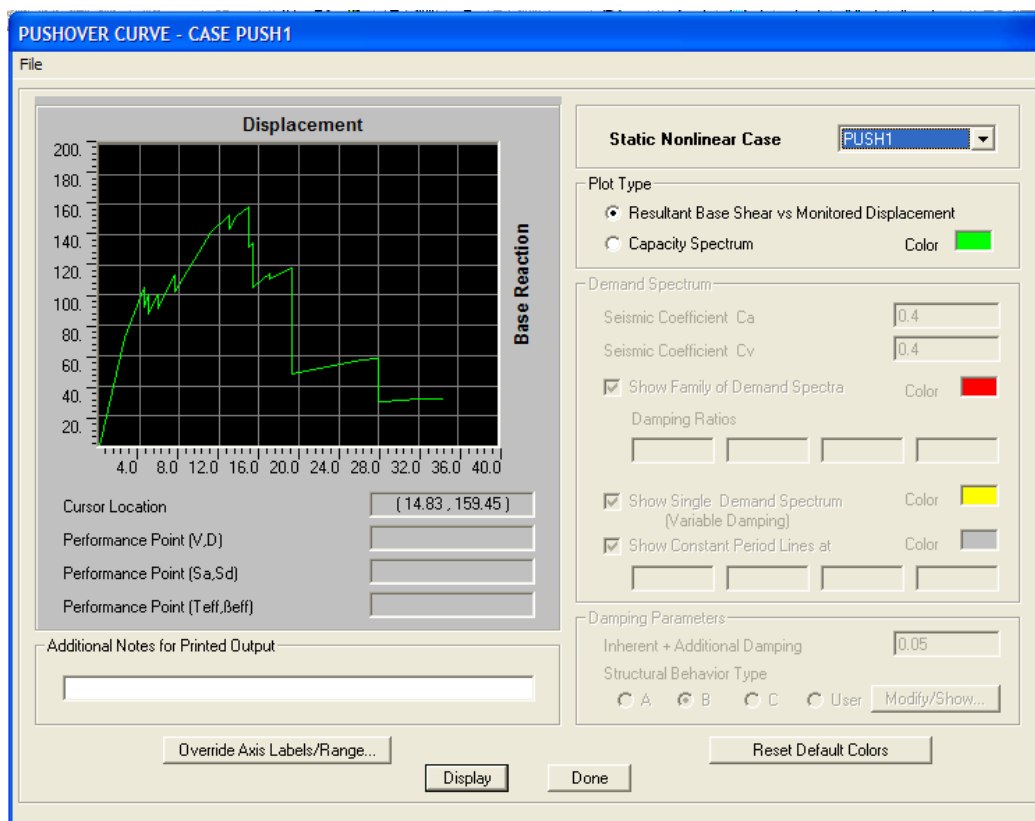 PUSHOVER CURVE - CASE PUSH1
File
Displacement
200.
180.
160.
140.
120.
100.
80.
60.
40.
20.
4.0 8.0 12.0 16.0 20.0 24.0 28.0 32.0 36.0 40.0
Base Reaction
Cursor Location ( 14.83 , 159.45 )
Performance Point (V,D)
Performance Point (Sa,Sd)
Performance Point (Teff,βeff)
Additional Notes for Printed Output
Static Nonlinear Case PUSH1
Plot Type
Resultant Base Shear vs Monitored Displacement
Capacity Spectrum Color
Demand Spectrum
Seismic Coefficient Ca 0.4
Seismic Coefficient Cv 0.4
Show Family of Demand Spectra Color
Damping Ratios
Show Single Demand Spectrum Color
(Variable Damping)
Show Constant Period Lines at Color
Damping Parameters
Inherent + Additional Damping 0.05
Structural Behavior Type
A B C User Modify/Show...
Override Axis Labels/Range... Reset Default Colors
Display Done